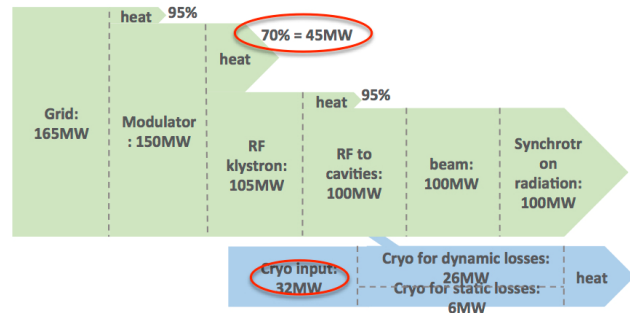 heat
95%
70% = 45MW
heat
Grid:
165MW
Modulator
: 150MW
RF
klystron:
105MW
heat
95%
RF to
cavities:
100MW
beam:
100MW
Synchrotr
on
radiation:
100MW
Cryo input:
32MW
Cryo for dynamic losses:
26MW
Cryo for static losses:
6MW
heat